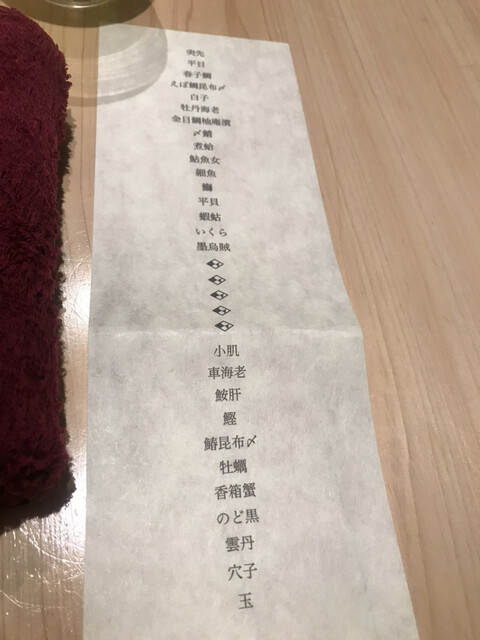 突先
平目
春子鯛
えぼ鯛昆布〆
白子
牡丹海老
金目鯛柚庵漬
〆鯖
煮蛤
鮎魚女
細魚
鰤
平貝
蝦蛄
いくら
墨烏賊
小肌
車海老
鮟肝
鰹
鰆昆布〆
牡蠣
香箱蟹
のど黒
雲丹
穴子
玉